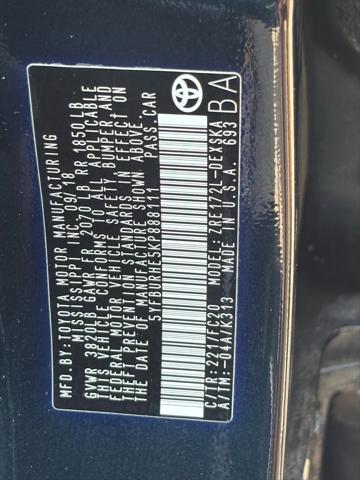 MFD.BY:TOYOTA MOTOR MANUFACTURING
MISSISSIPPI INC. 09/18
GVWR 3820LB GAWR FR 2070LB RR 1850LB
THIS VEHICLE CONFORMS TO ALL APPLICABLE
FEDERAL MOTOR VEHICLE SAFETY, BUMPER AND
THEFT PREVENTION STANDARDS IN EFFECT
ON THE DATE OF MANUFACTURE SHOWN ABOVE.
5YFBURHE5KP888111 PASS.CAR
C/TR:221/FC20 MODEL:ZRE172L-DEXSKA
A/TM:-04A/K313 MADE IN U.S.A. 693
BA